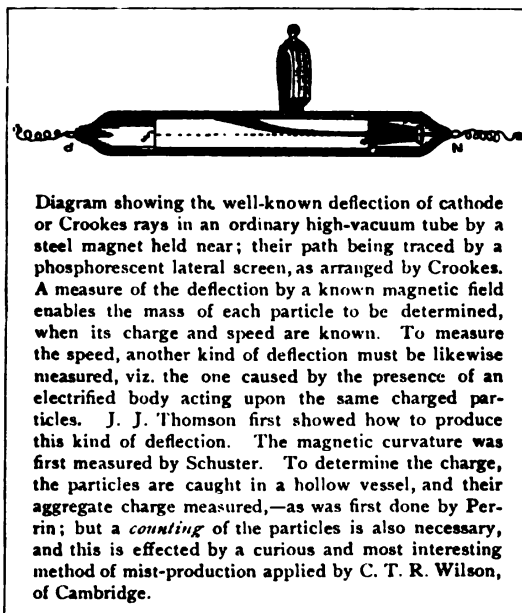 P N
Diagram showing the well-known deflection of cathode
or Crookes rays in an ordinary high-vacuum tube by a
steel magnet held near; their path being traced by a
phosphorescent lateral screen, as arranged by Crookes.
A measure of the deflection by a known magnetic field
enables the mass of each particle to be determined,
when its charge and speed are known. To measure
the speed, another kind of deflection must be likewise
measured, viz. the one caused by the presence of an
electrified body acting upon the same charged par-
ticles. J. J. Thomson first showed how to produce
this kind of deflection. The magnetic curvature was
first measured by Schuster. To determine the charge,
the particles are caught in a hollow vessel, and their
aggregate charge measured,—as was first done by Per-
rin; but a counting of the particles is also necessary,
and this is effected by a curious and most interesting
method of mist-production applied by C. T. R. Wilson,
of Cambridge.